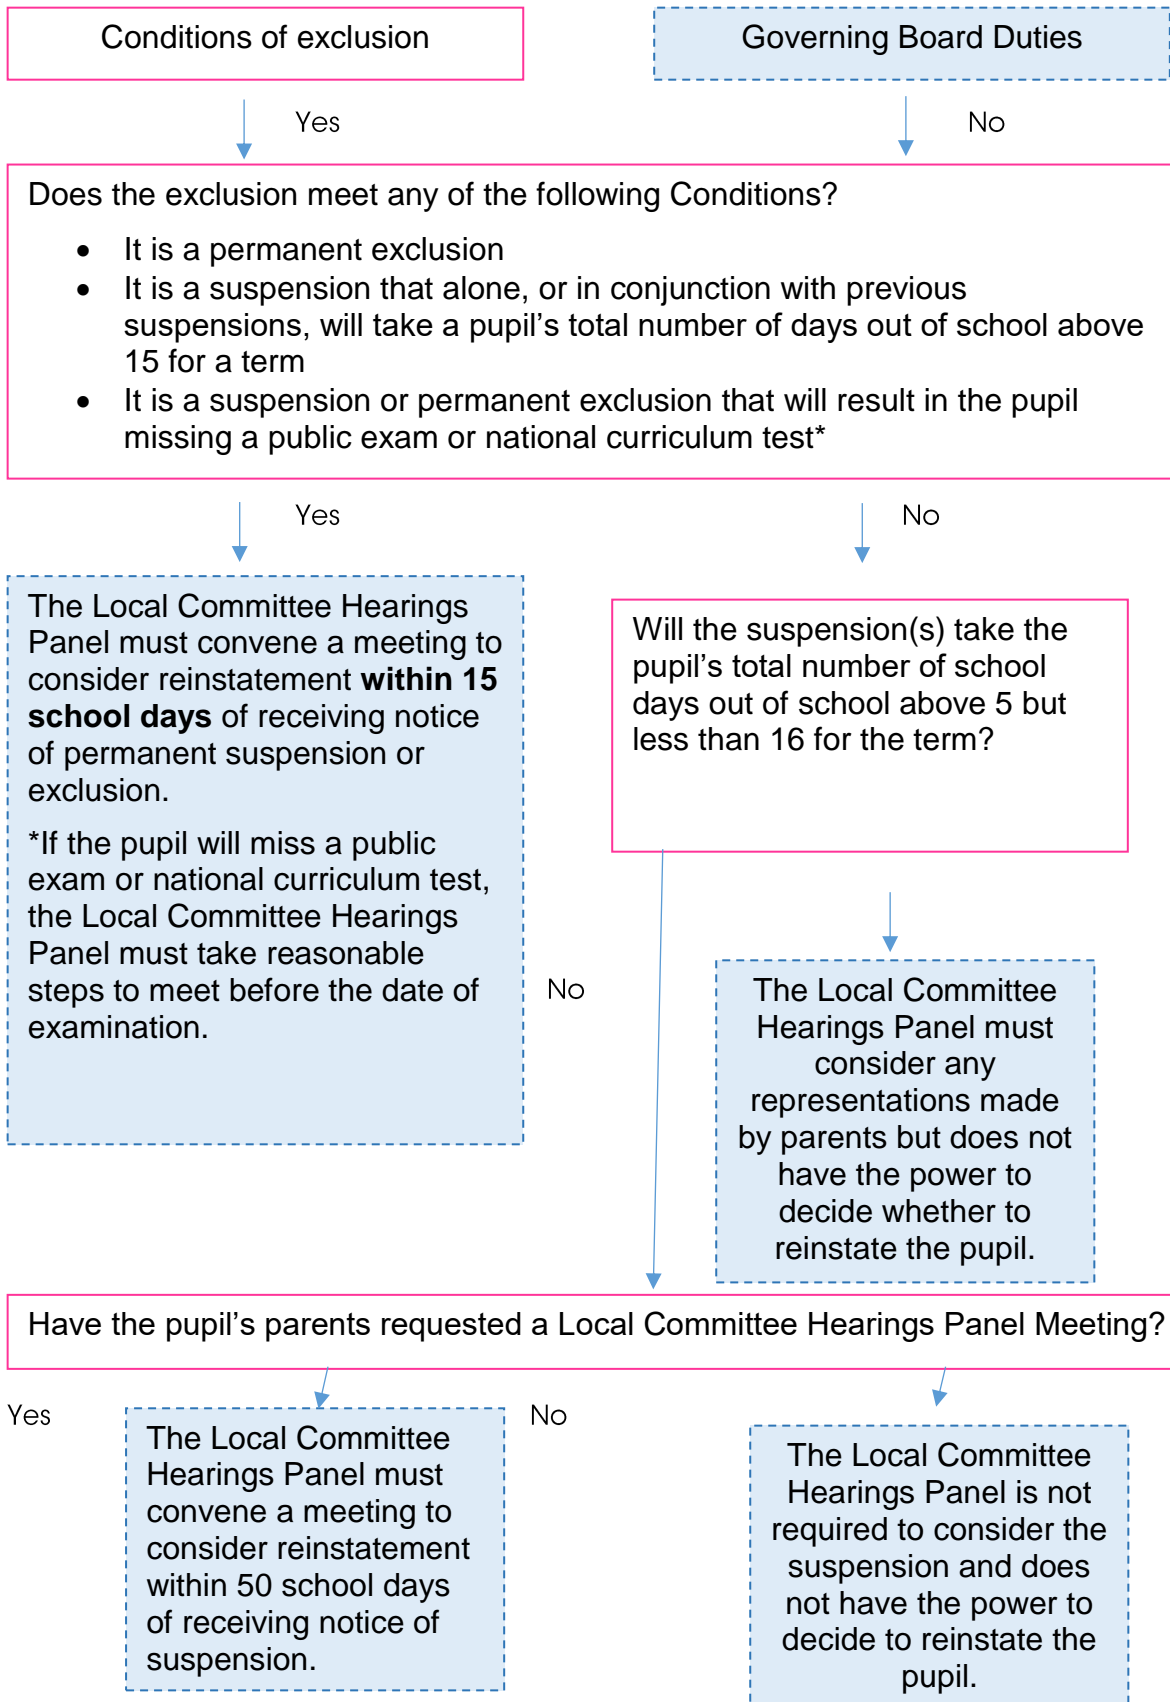 Conditions of exclusion
Governing Board Duties
Yes
No
Does the exclusion meet any of the following Conditions?
• It is a permanent exclusion
• It is a suspension that alone, or in conjunction with previous
suspensions, will take a pupil's total number of days out of school above
15 for a term
• It is a suspension or permanent exclusion that will result in the pupil
missing a public exam or national curriculum test*
Yes
No
The Local Committee Hearings
Panel must convene a meeting to
consider reinstatement within 15
school days of receiving notice
of permanent suspension or
exclusion.
*If the pupil will miss a public
exam or national curriculum test,
the Local Committee Hearings
Panel must take reasonable
steps to meet before the date of
examination.
Will the suspension(s) take the
pupil's total number of school
days out of school above 5 but
less than 16 for the term?
No
The Local Committee
Hearings Panel must
consider any
representations made
by parents but does not
have the power to
decide whether to
reinstate the pupil.
Have the pupil's parents requested a Local Committee Hearings Panel Meeting?
Yes
The Local Committee
Hearings Panel must
convene a meeting to
consider reinstatement
within 50 school days
of receiving notice of
suspension.
No
The Local Committee
Hearings Panel is not
required to consider the
suspension and does
not have the power to
decide to reinstate the
pupil.